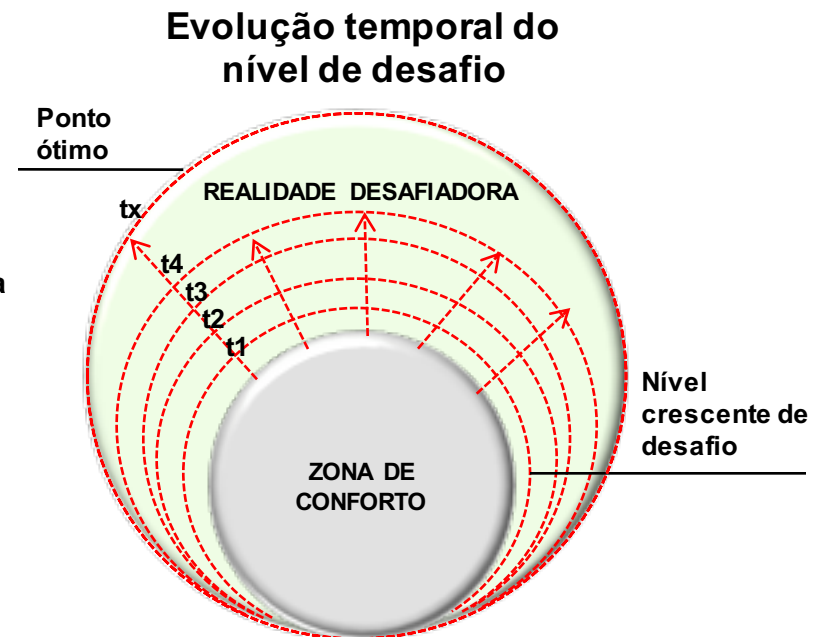 Evolução temporal do
nível de desafio
Ponto
ótimo
REALIDADE DESAFIADORA
tx
t4
a
t3
t2
t1
Nível
crescente de
desafio
ZONA DE
CONFORTO